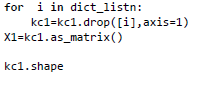 for  i in dict_listn:
    kc1=kc1.drop([i],axis=1)
X1=kc1.as_matrix()

kc1.shape